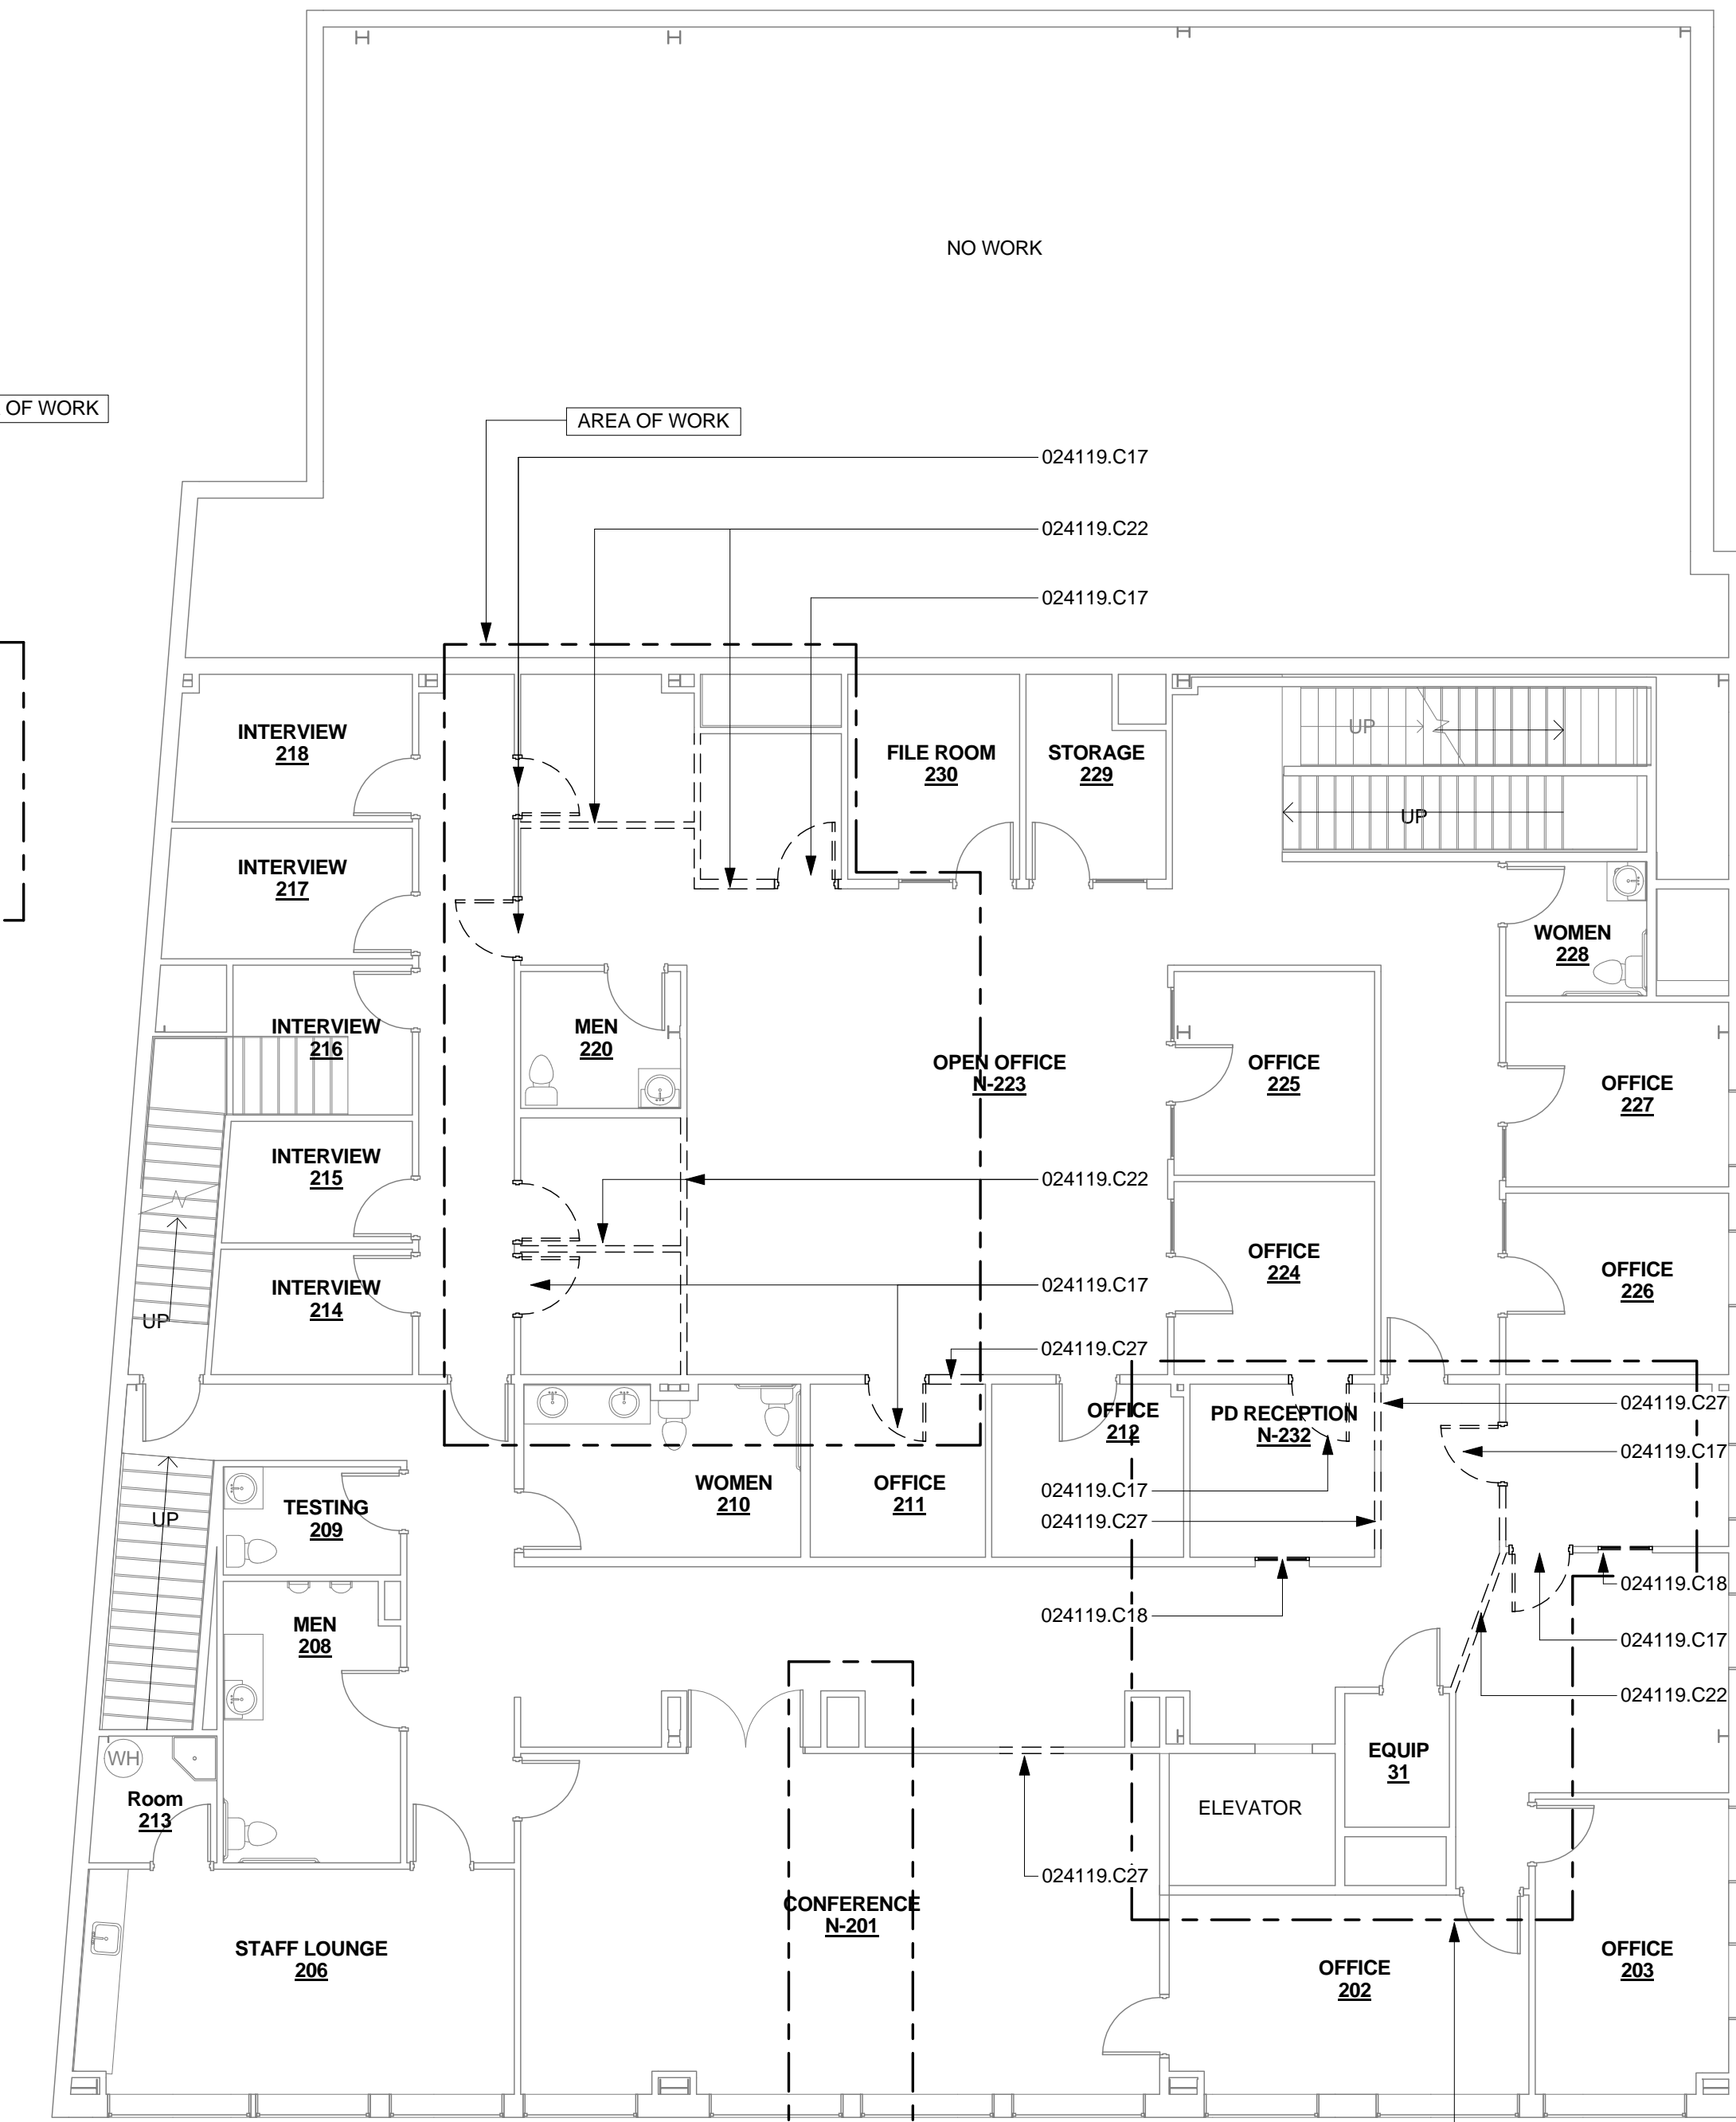 NO WORK
OF WORK
AREA OF WORK
024119.C17
024119.C22
024119.C17
INTERVIEW
218
FILE ROOM
230
STORAGE
229
UP
UP
INTERVIEW
217
WOMEN
228
INTERVIEW
216
MEN
220
OPEN OFFICE
N-223
OFFICE
225
OFFICE
227
INTERVIEW
215
024119.C22
OFFICE
224
OFFICE
226
INTERVIEW
214
024119.C17
UP
024119.C27
OFFICE
212
PD RECEPTION
N-232
024119.C27
024119.C17
WOMEN
210
OFFICE
211
024119.C17
024119.C27
TESTING
209
UP
024119.C18
024119.C18
MEN
208
024119.C17
024119.C22
WH
EQUIP
31
Room
213
ELEVATOR
024119.C27
CONFERENCE
N-201
STAFF LOUNGE
206
OFFICE
202
OFFICE
203